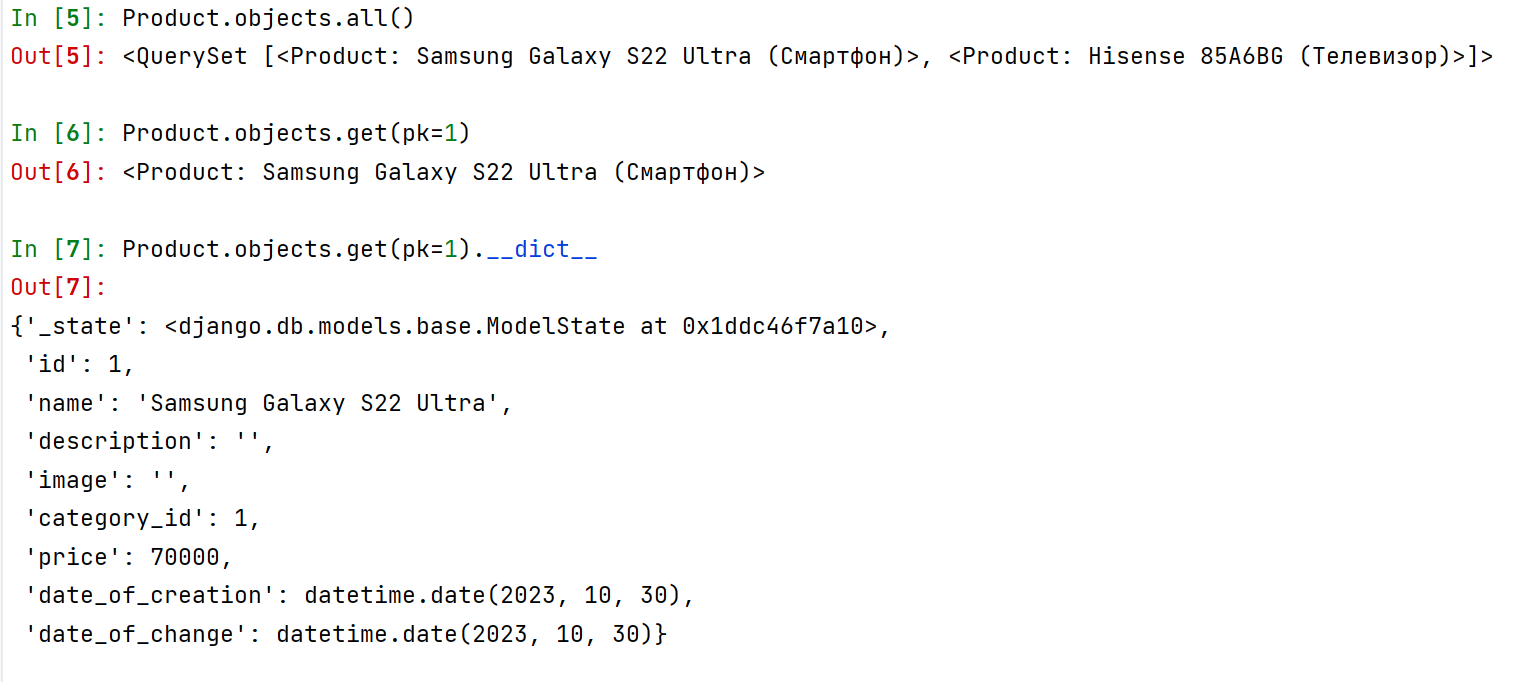 In [5]: Product.objects.all()
Out[5]: <QuerySet [<Product: Samsung Galaxy S22 Ultra (Смартфон)>, <Product: Hisense 85A6BG (Телевизор)>]>
In [6]: Product.objects.get(pk=1)
Out[6]: <Product: Samsung Galaxy S22 Ultra (Смартфон)>
In [7]: Product.objects.get(pk=1).__dict__
Out[7]:
{'_state': <django.db.models.base.ModelState at 0x1ddc46f7a10>,
 'id': 1,
 'name': 'Samsung Galaxy S22 Ultra',
 'description': '',
 'image': '',
 'category_id': 1,
 'price': 70000,
 'date_of_creation': datetime.date(2023, 10, 30),
 'date_of_change': datetime.date(2023, 10, 30)}